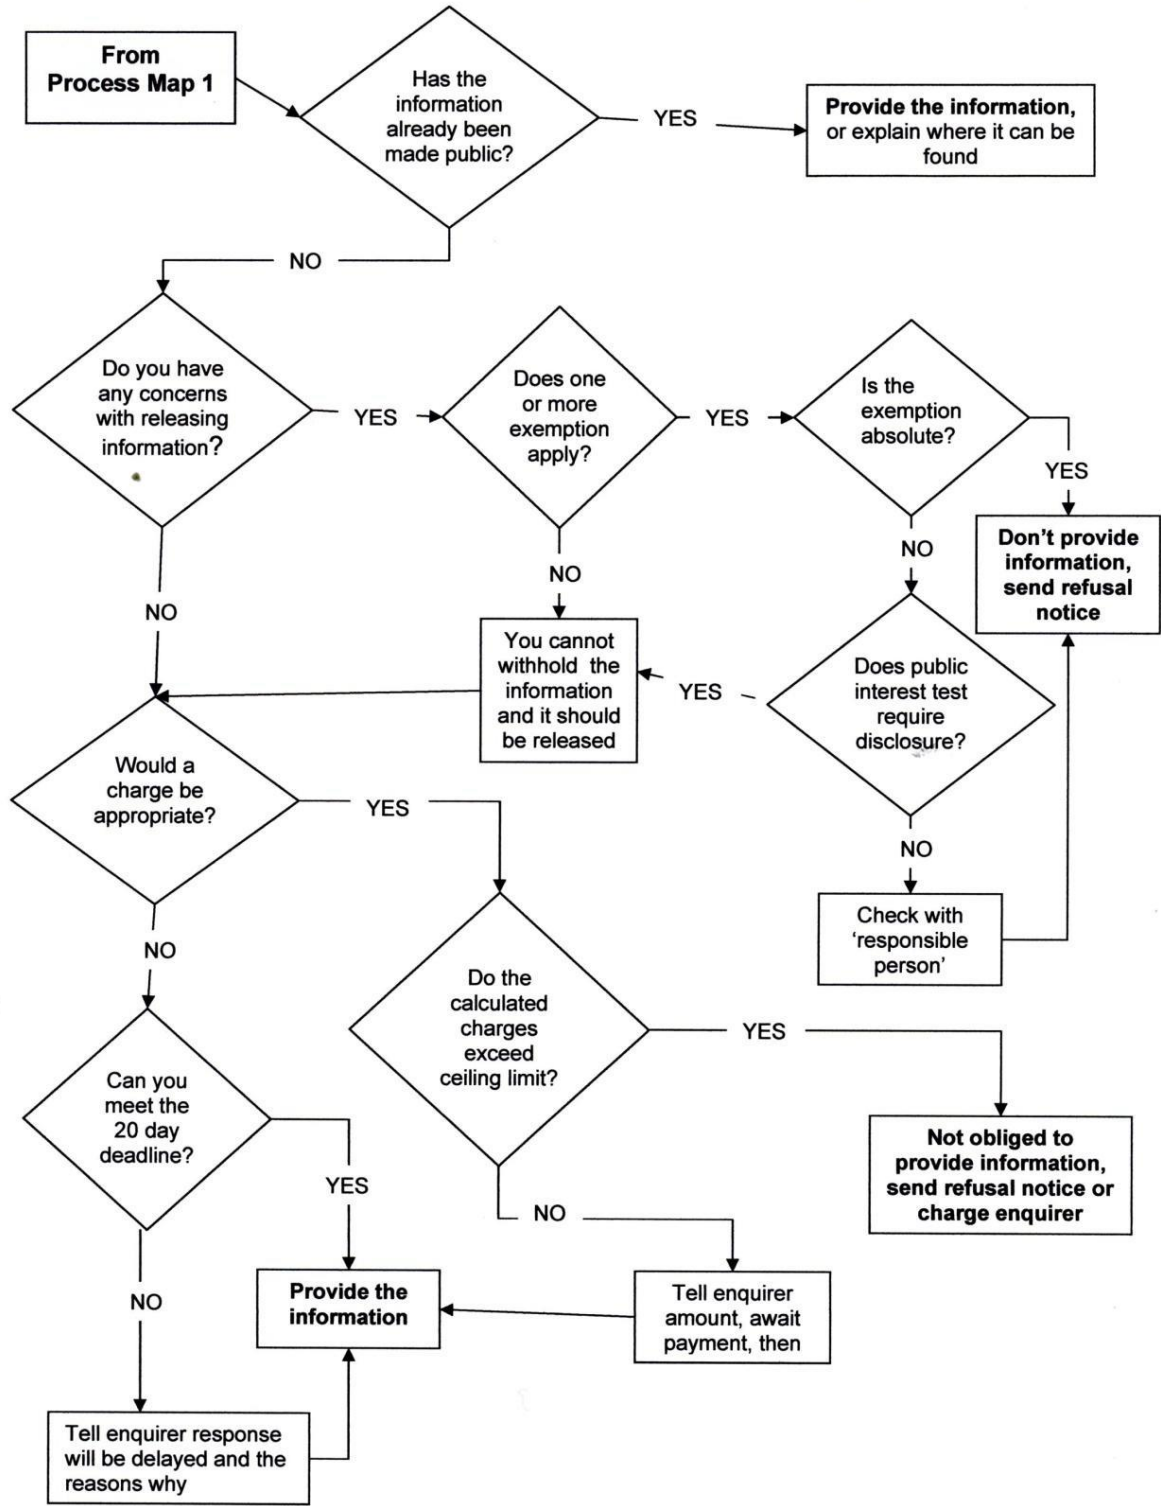 From
Process Map 1
Has the
information
already been
made public?
YES
Provide the information,
or explain where it can be
found
NO
Do you have
any concerns
with releasing
information?
YES
Does one
or more
exemption
apply?
YES
Is the
exemption
absolute?
YES
Don't provide
information,
send refusal
notice
NO
NO
NO
You cannot
withhold the
information
and it should
be released
YES
Does public
interest test
require
disclosure?
Would a
charge be
appropriate?
YES
NO
Check with
‘responsible
person’
NO
Do the
calculated
charges
exceed
ceiling limit?
YES
Can you
meet the
20 day
deadline?
YES
Not obliged to
provide information,
send refusal notice or
charge enquirer
NO
NO
Provide the
information
Tell enquirer
amount, await
payment, then
Tell enquirer response
will be delayed and the
reasons why